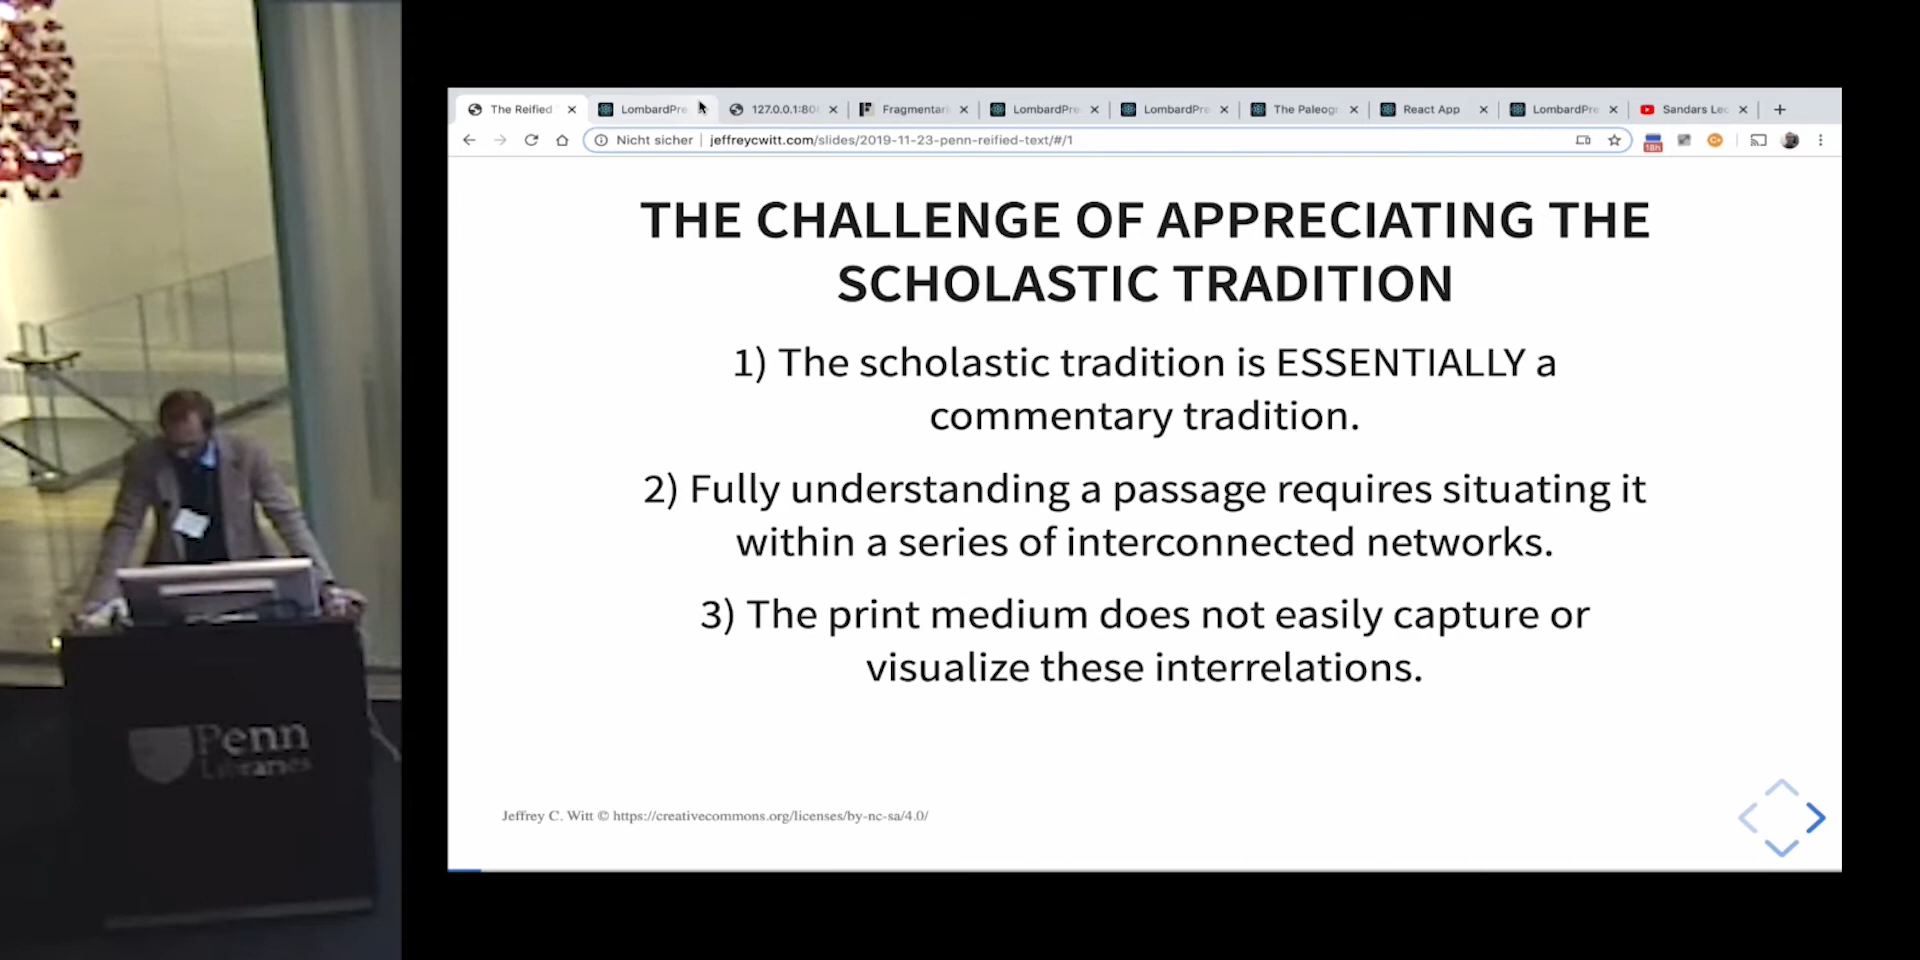 The Reified
LombardPre
127.0.0.1:80
Fragmentari
LombardPre
LombardPre
The Paleogr
React App
LombardPre
Sandars Lec
Nicht sicher
jeffreycwitt.com/slides/2019-11-23-penn-reified-text/#/1
18h
THE CHALLENGE OF APPRECIATING THE
SCHOLASTIC TRADITION
1) The scholastic tradition is ESSENTIALLY a
commentary tradition.
2) Fully understanding a passage requires situating it
within a series of interconnected networks.
3) The print medium does not easily capture or
visualize these interrelations.
Jeffrey C. Witt © https://creativecommons.org/licenses/by-nc-sa/4.0/
Penn
Libraries